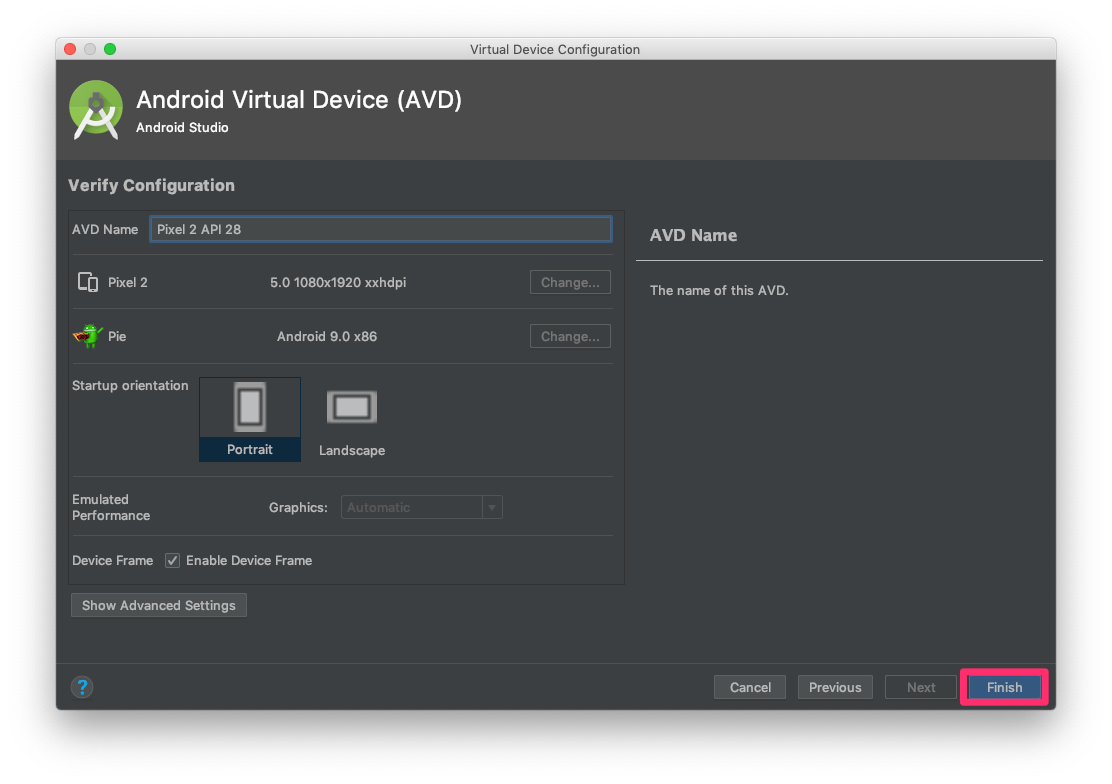 Virtual Device Configuration
Android Virtual Device (AVD)
Android Studio
Verify Configuration
AVD Name Pixel 2 API 28
Pixel 2 5.0 1080x1920 xxhdpi Change...
Pie Android 9.0 x86 Change...
Startup orientation
Portrait Landscape
Emulated
Performance Graphics: Automatic
Device Frame Enable Device Frame
Show Advanced Settings
AVD Name
The name of this AVD.
? Cancel Previous Next Finish